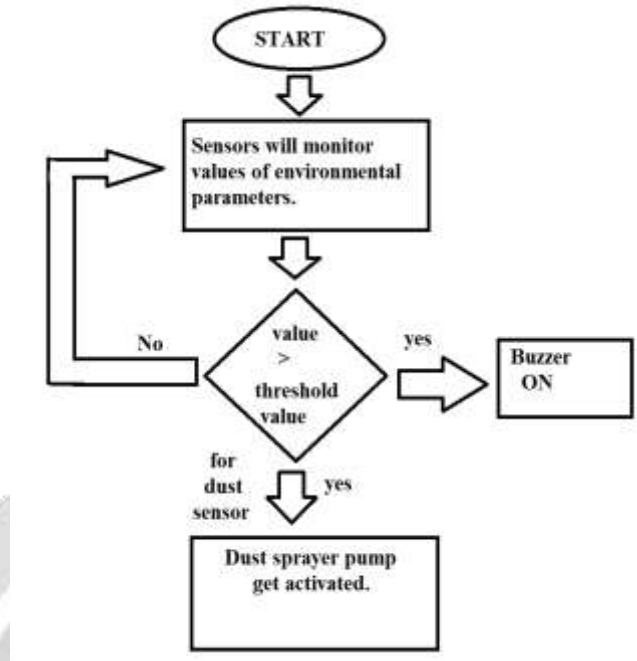 START
Sensors will monitor
values of environmental
parameters.
No
value
>
threshold
value
yes
Buzzer
ON
for
dust
sensor
yes
Dust sprayer pump
get activated.